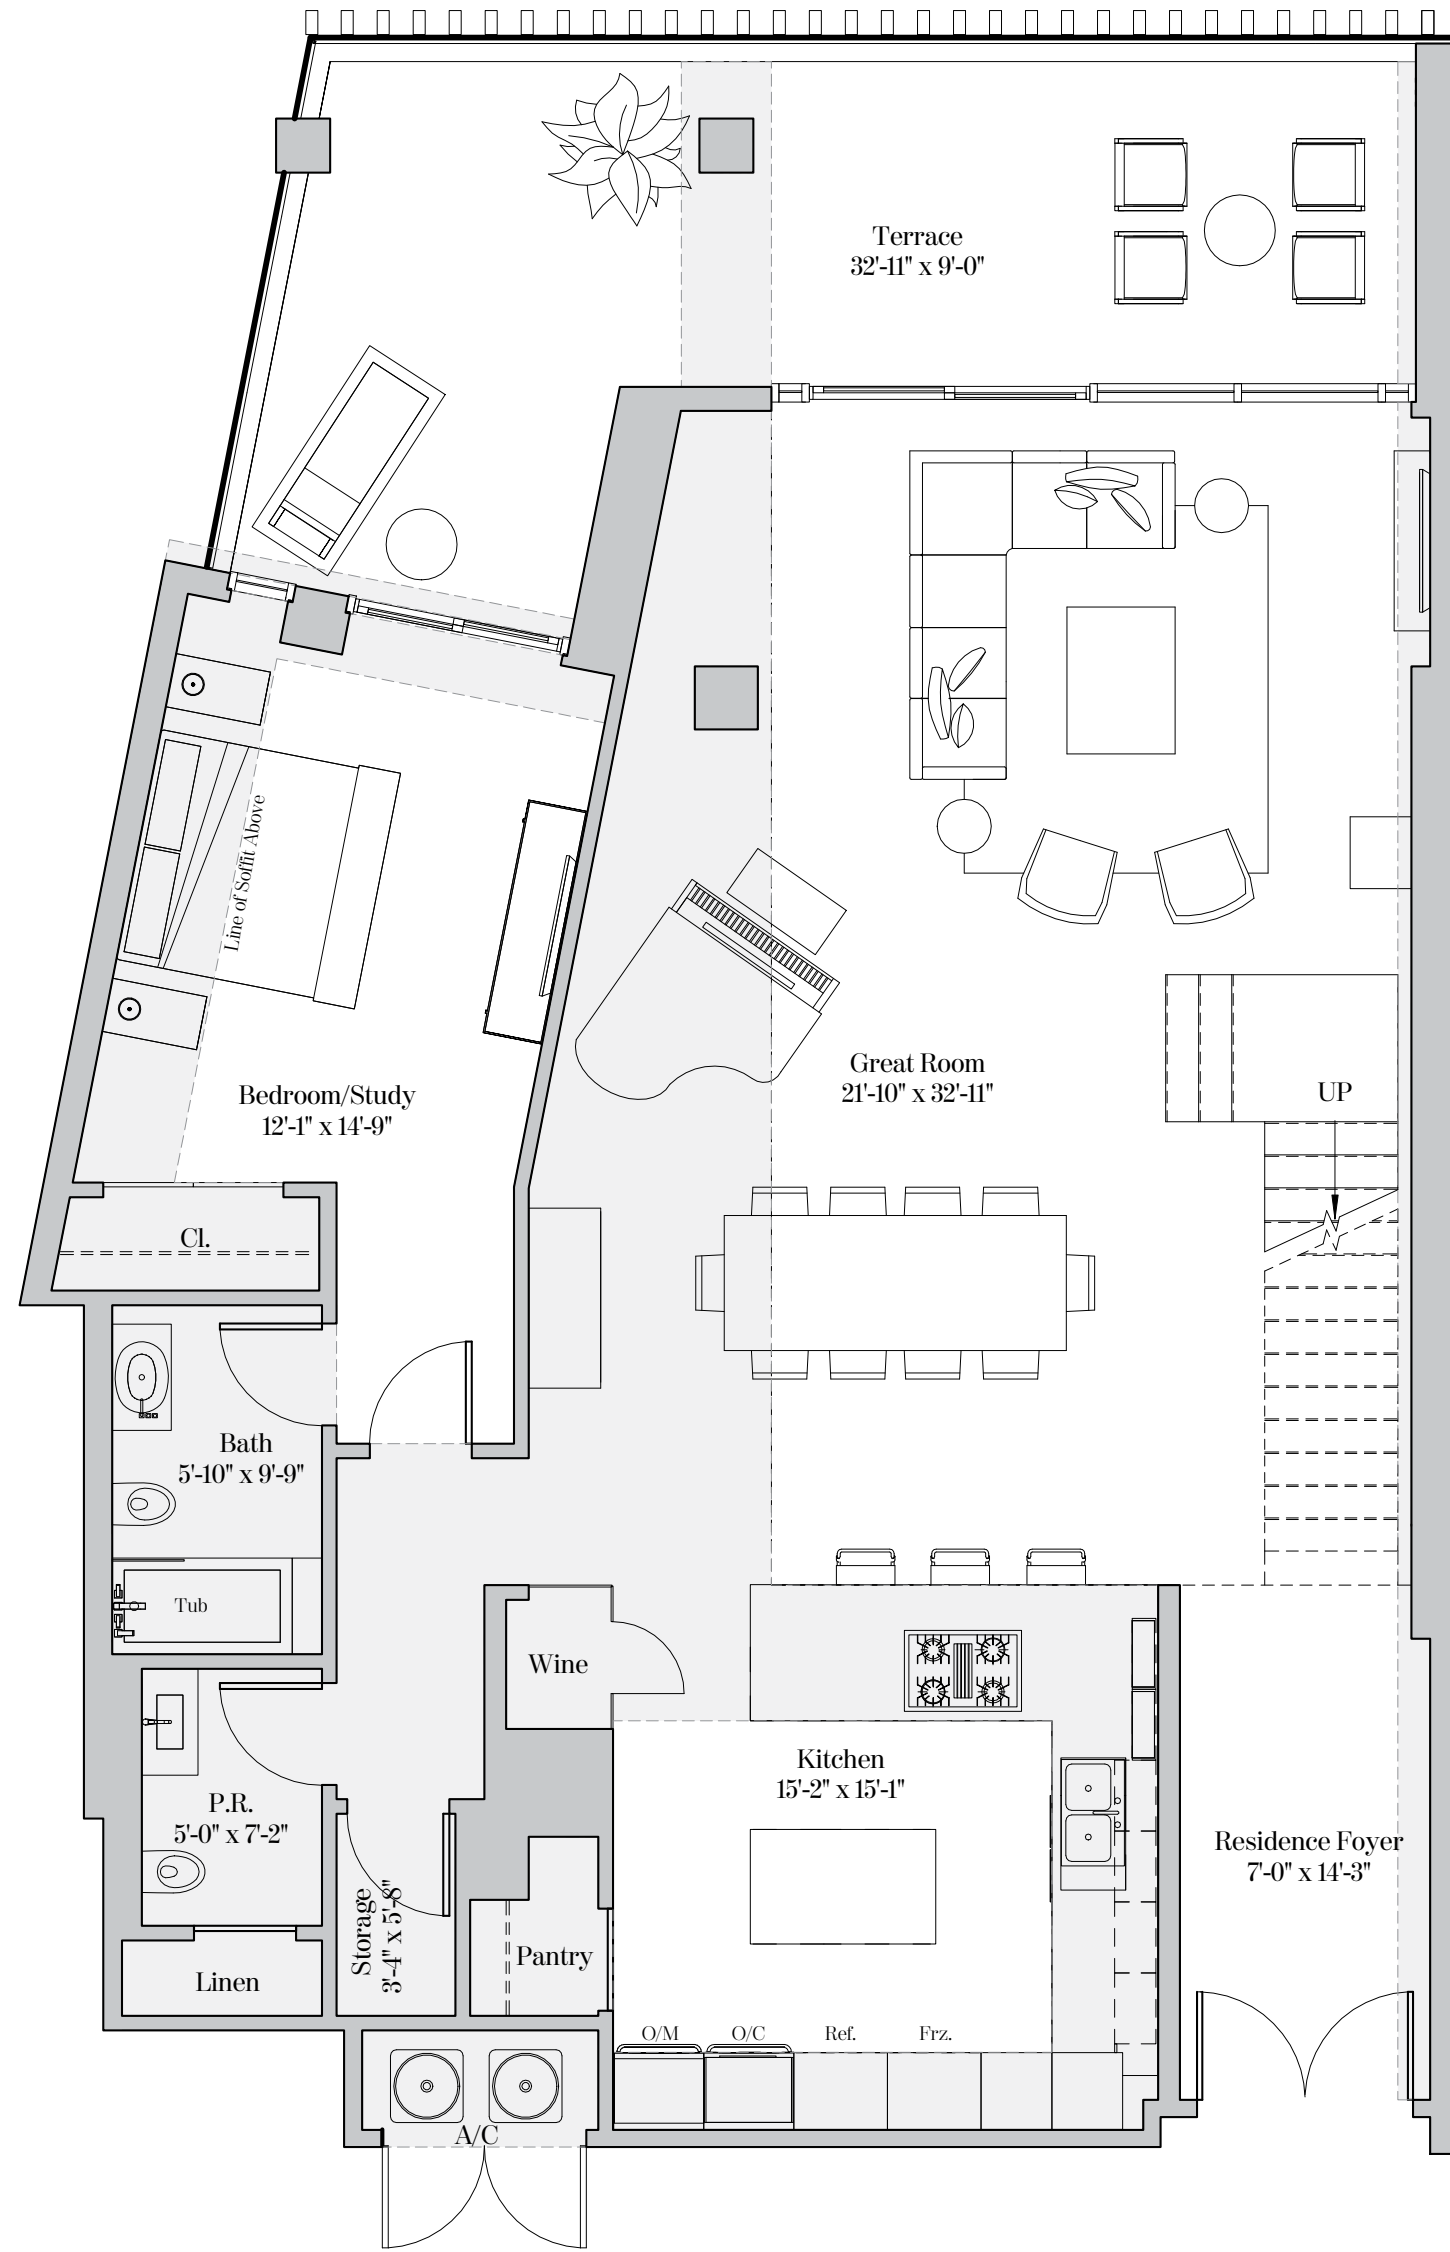 Terrace
32'-11" x 9'-0"
Line of Soffit Above
Great Room
21'-10" x 32'-11"
Bedroom/Study
12'-1" x 14'-9"
UP
Cl.
Bath
5'-10" x 9'-9"
Tub
Wine
Kitchen
15'-2" x 15'-1"
P.R.
5'-0" x 7'-2"
Residence Foyer
7'-0" x 14'-3"
Storage
3'-4" x 5'-8"
Pantry
Linen
O/M
O/C
Ref.
Frz.
A/C